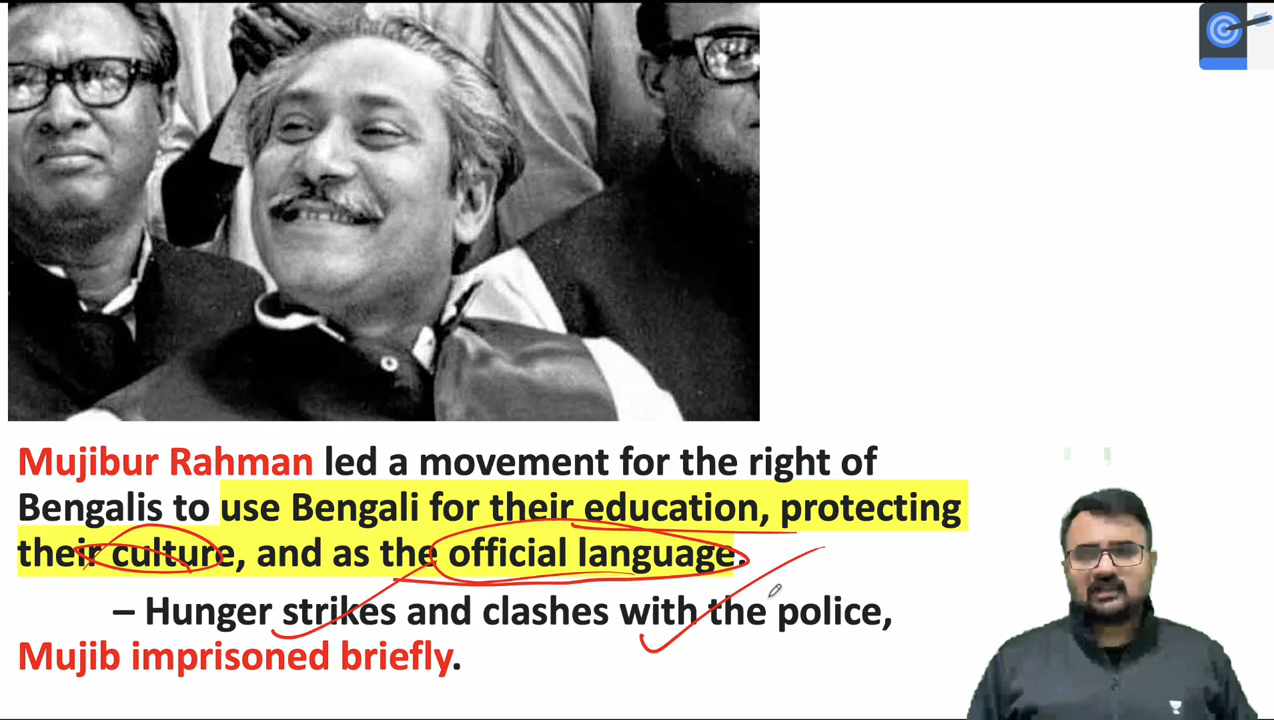 Mujibur Rahman led a movement for the right of
Bengalis to use Bengali for their education, protecting
their culture, and as the official language.
– Hunger strikes and clashes with the police,
Mujib imprisoned briefly.